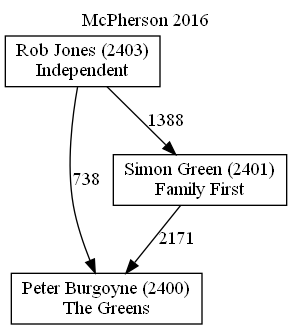 McPherson 2016
Rob Jones (2403)
Independent
1388
738
Simon Green (2401)
Family First
2171
Peter Burgoyne (2400)
The Greens